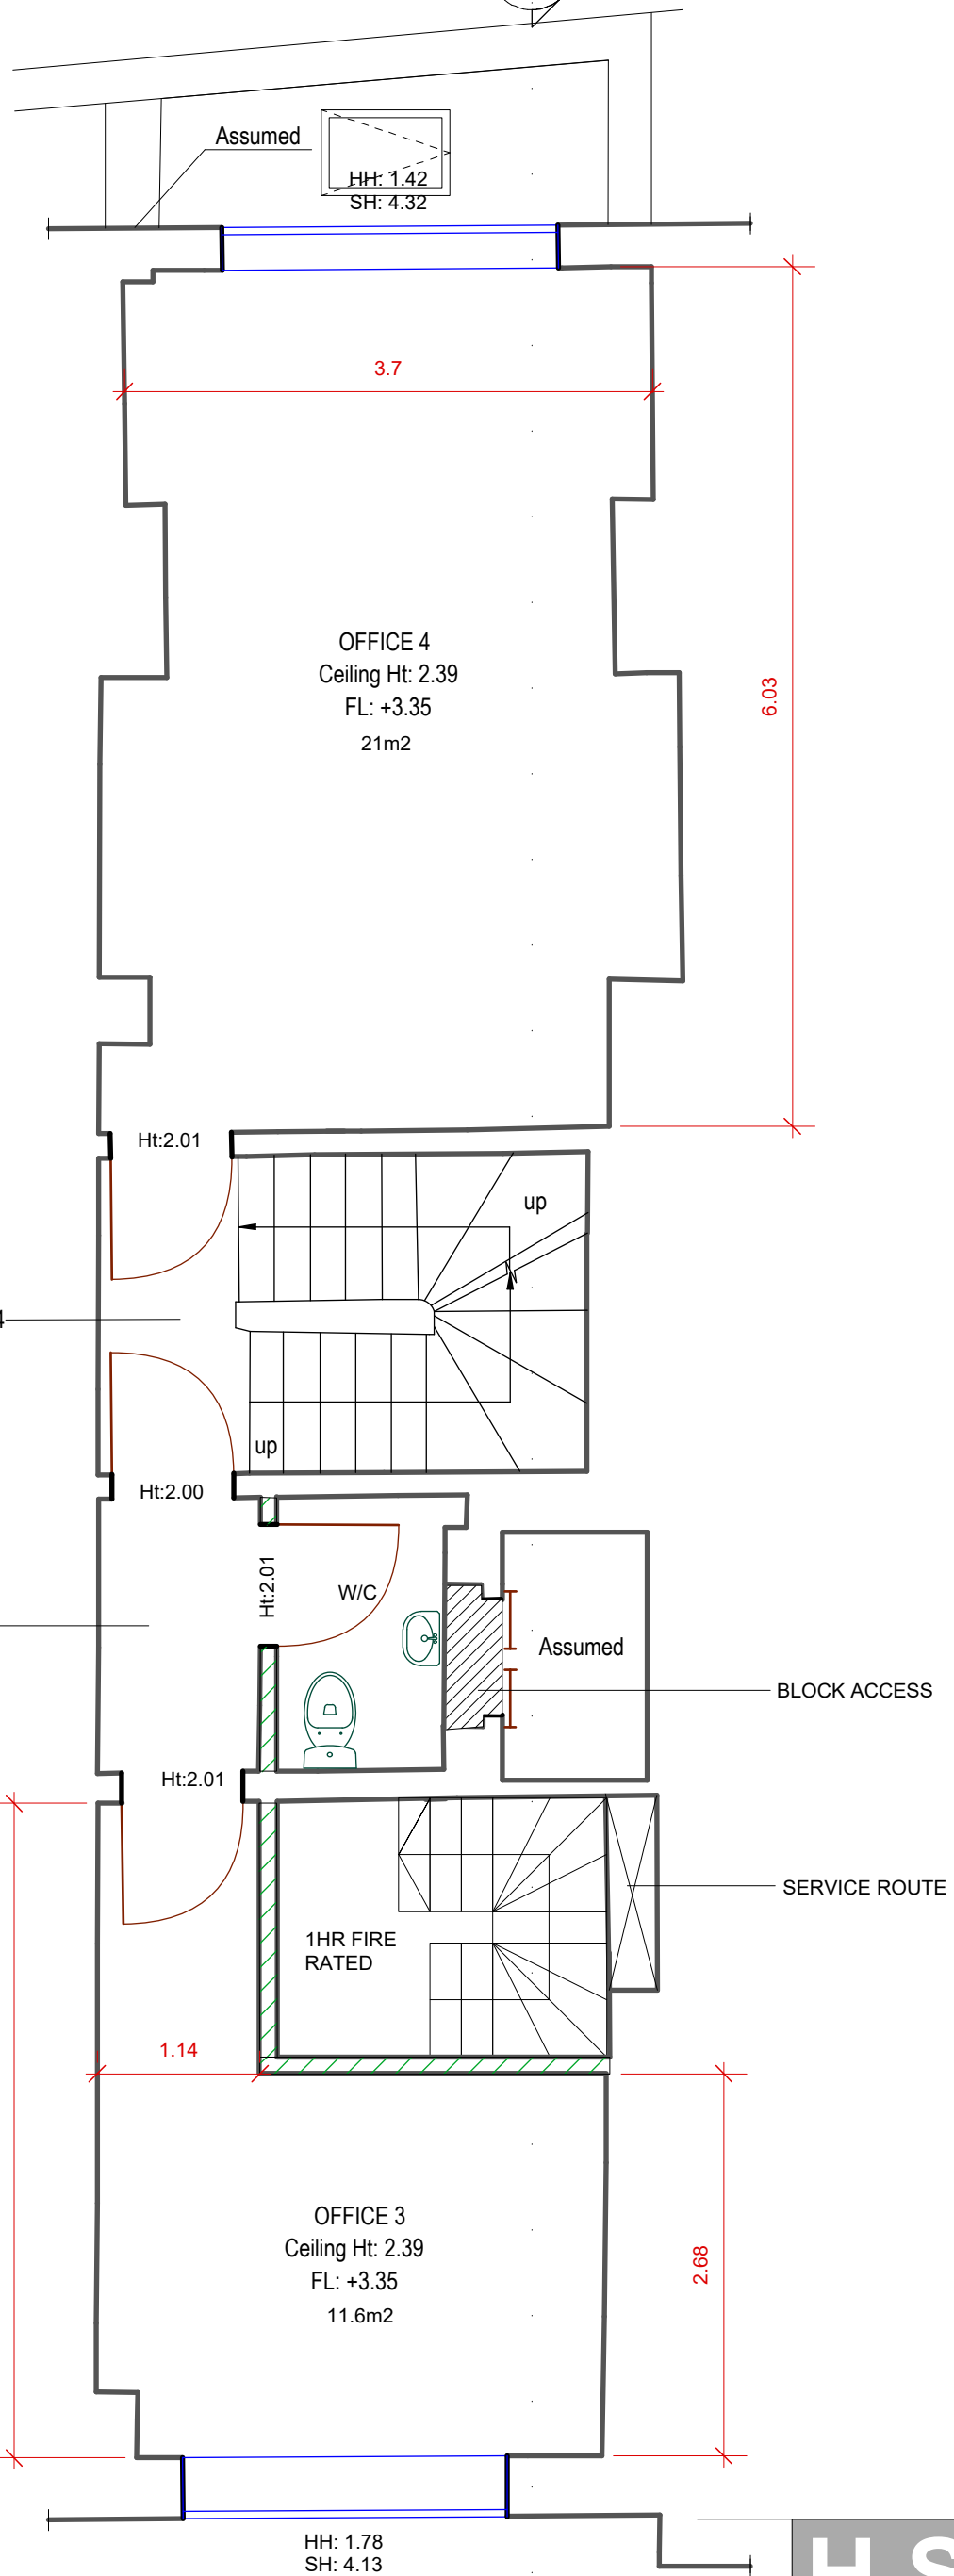 Assumed
HH: 1.42
SH: 4.32
3.7
6.03
OFFICE 4
Ceiling Ht: 2.39
FL: +3.35
21m2
Ht:2.01
up
4
up
Ht:2.00
Ht:2.01
W/C
Assumed
BLOCK ACCESS
Ht:2.01
SERVICE ROUTE
1HR FIRE
RATED
1.14
2.68
OFFICE 3
Ceiling Ht: 2.39
FL: +3.35
11.6m2
HH: 1.78
SH: 4.13
H S